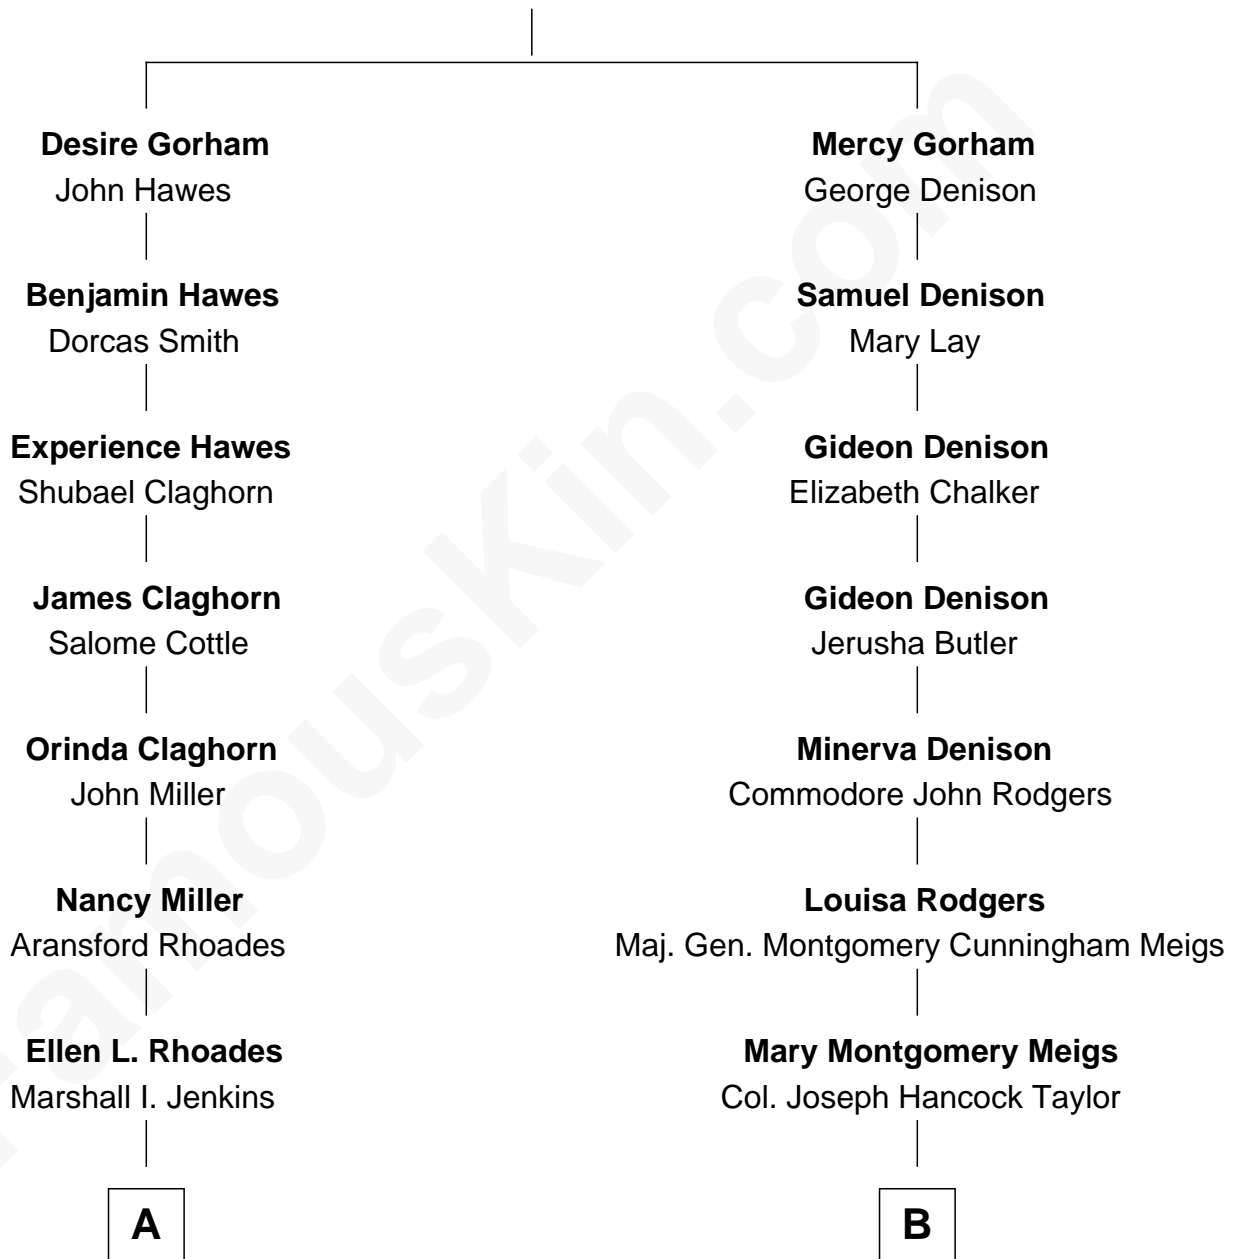 Desire Gorham
John Hawes
Mercy Gorham
George Denison
Benjamin Hawes
Dorcas Smith
Samuel Denison
Mary Lay
Experience Hawes
Shubael Claghorn
Gideon Denison
Elizabeth Chalker
James Claghorn
Salome Cottle
Gideon Denison
Jerusha Butler
Orinda Claghorn
John Miller
Minerva Denison
Commodore John Rodgers
Nancy Miller
Aransford Rhoades
Louisa Rodgers
Maj. Gen. Montgomery Cunningham Meigs
Ellen L. Rhoades
Marshall I. Jenkins
Mary Montgomery Meigs
Col. Joseph Hancock Taylor
A
B
FamousKin.com